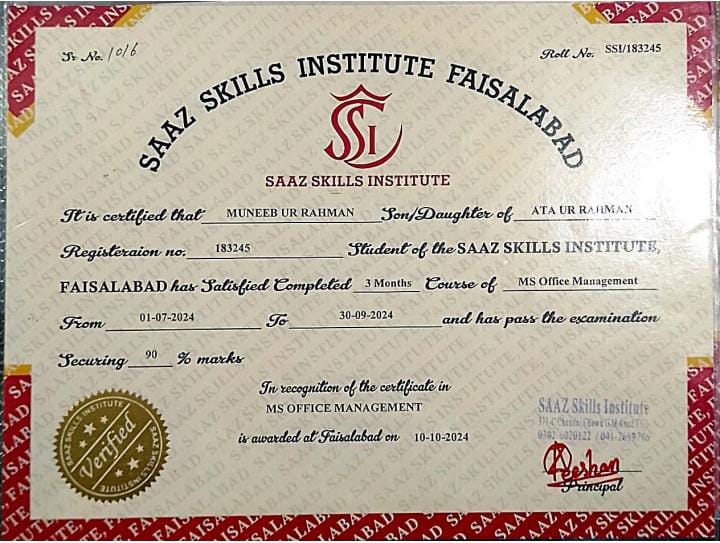 Sr No. 1016
Roll No. SSI/183245
SAAZ SKILLS INSTITUTE FAISALABAD
SSI
SAAZ SKILLS INSTITUTE
It is certified that MUNEEB UR RAHMAN Son/Daughter of ATA UR RAHMAN
Registeraion no. 183245 Student of the SAAZ SKILLS INSTITUTE,
FAISALABAD has Satisfied Completed 3 Months Course of MS Office Management
From 01-07-2024 To 30-09-2024 and has pass the examination
Securing 90 % marks
In recognition of the certificate in
MS OFFICE MANAGEMENT
is awarded at Faisalabad on 10-10-2024
SAAZ SKILLS INSTITUTE
Verified
SAAZ SKILLS INSTITUTE
SAAZ Skills Institute
0302-6020122 / 041-
Principal